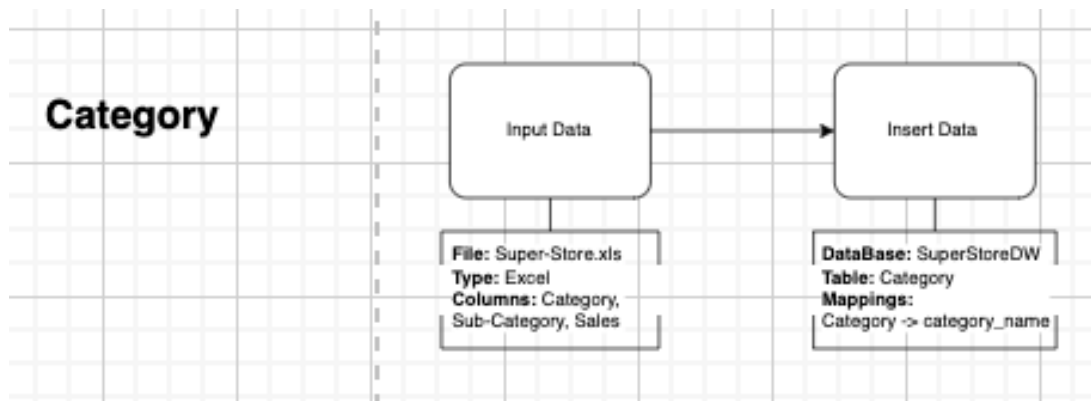 Category
Input Data
Insert Data
File: Super-Store.xls
Type: Excel
Columns: Category,
Sub-Category, Sales
DataBase: SuperStoreDW
Table: Category
Mappings:
Category -> category_name